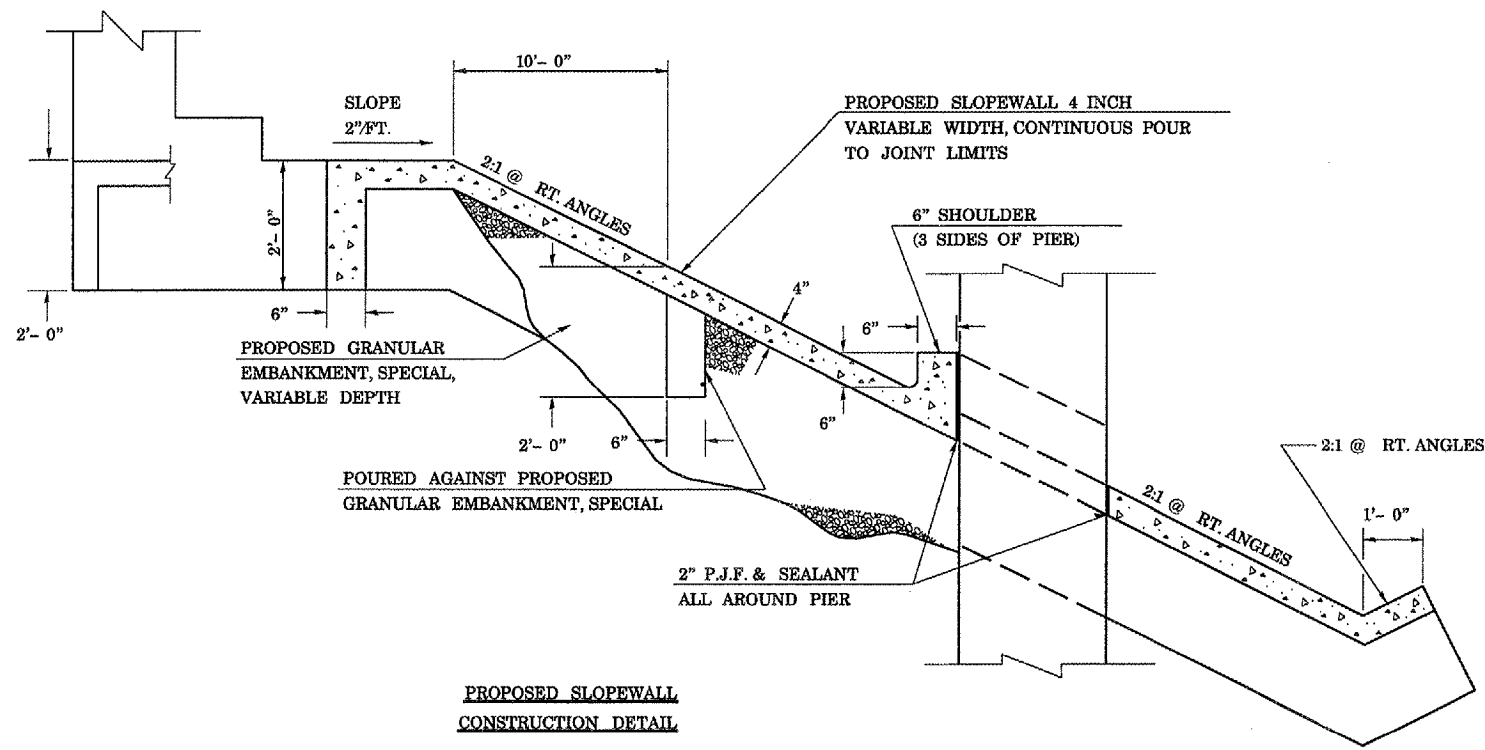 10'- 0"
SLOPE
2"/FT.
2:1 @ RT. ANGLES
PROPOSED SLOPEWALL 4 INCH
VARIABLE WIDTH, CONTINUOUS POUR
TO JOINT LIMITS
6" SHOULDER
(3 SIDES OF PIER)
2'- 0"
4"
6"
6"
2'- 0"
PROPOSED GRANULAR
EMBANKMENT, SPECIAL,
VARIABLE DEPTH
6"
2'- 0"
6"
2:1 @ RT. ANGLES
POURED AGAINST PROPOSED
GRANULAR EMBANKMENT, SPECIAL
2:1 @ RT. ANGLES
1'- 0"
2" P.J.F. & SEALANT
ALL AROUND PIER
PROPOSED SLOPEWALL
CONSTRUCTION DETAIL